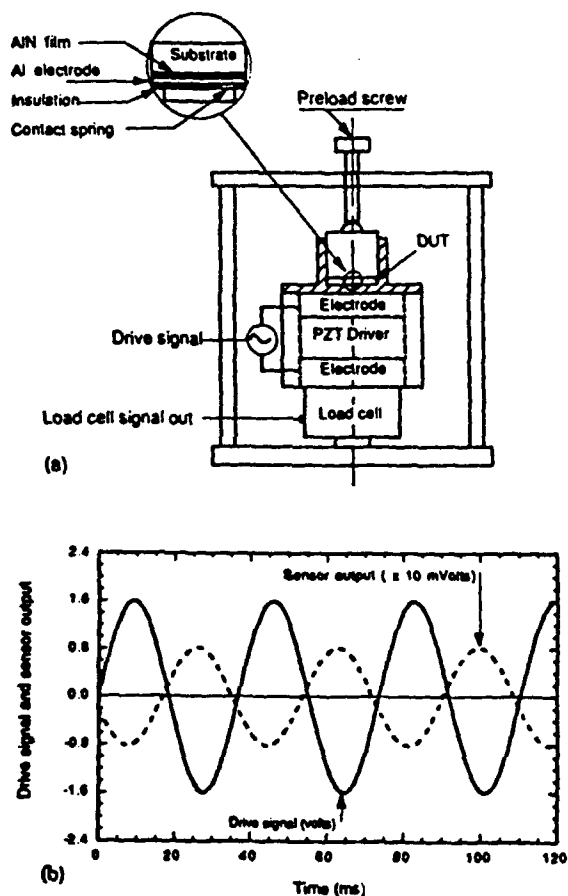 AlN film
Substrate
Al electrode
Insulation
Contact spring
Preload screw
DUT
Electrode
Drive signal
PZT Driver
Electrode
Load cell signal out
Load cell
(a)
Drive signal and sensor output
2.4
1.6
0.8
0.0
-0.8
-1.6
-2.4
Sensor output ( x 10 mVolts)
Drive signal (volts)
0 20 40 60 80 100 120
Time (ms)
(b)